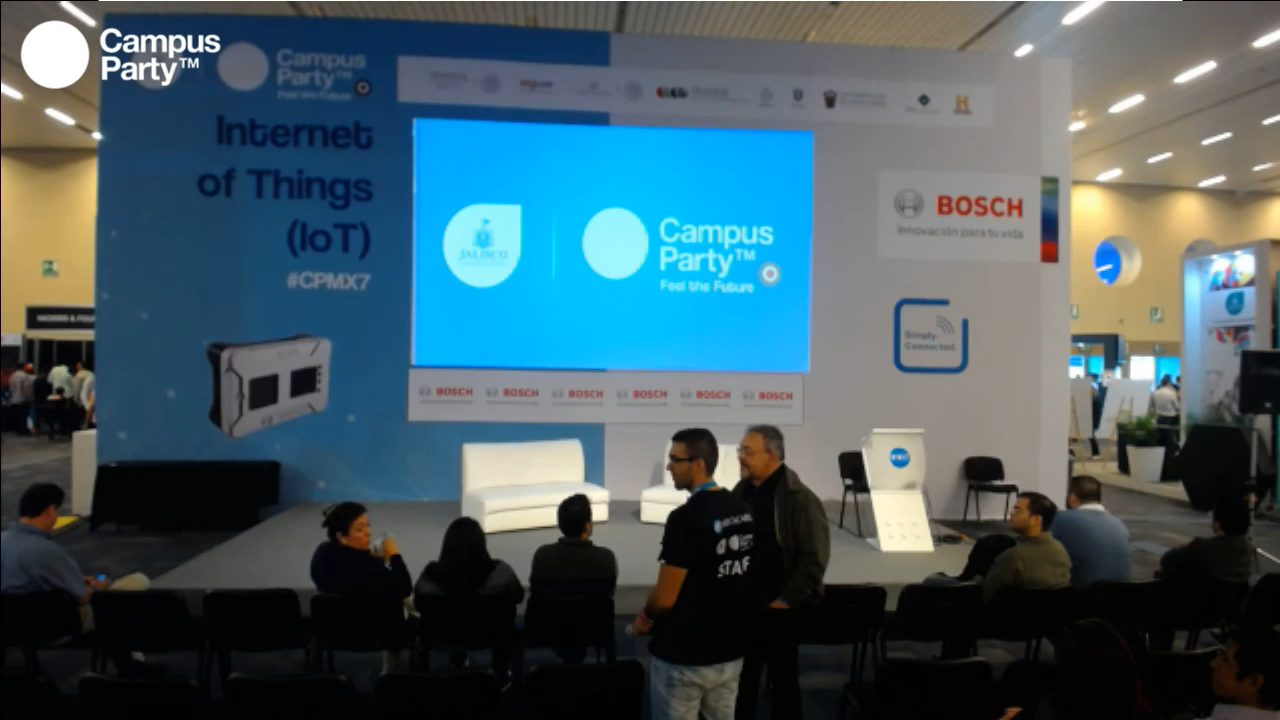 Campus
Party™
Campus
Party™
Feel the Future
Internet
of Things
(IoT)
#CPMX7
JALISCO
Campus
Party™
Feel the Future
BOSCH
Innovación para tu vida
Simply.
Connected.
BOSCH BOSCH BOSCH BOSCH BOSCH BOSCH
STAFF